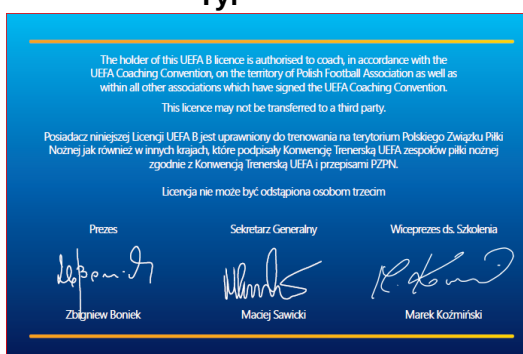 The holder of this UEFA B licence is authorised to coach, in accordance with the
UEFA Coaching Convention, on the territory of Polish Football Association as well as
within all other associations which have signed the UEFA Coaching Convention.
This licence may not be transferred to a third party.
Posiadacz niniejszej Licencji UEFA B jest uprawniony do trenowania na terytorium Polskiego Związku Piłki
Nożnej jak również w innych krajach, które podpisały Konwencję Trenerską UEFA zespołów piłki nożnej
zgodnie z Konwencją Trenerską UEFA i przepisami PZPN.
Licencja nie może być odstąpiona osobom trzecim
Prezes Sekretarz Generalny Wiceprezes ds. Szkolenia
Zbigniew Boniek Maciej Sawicki Marek Koźmiński